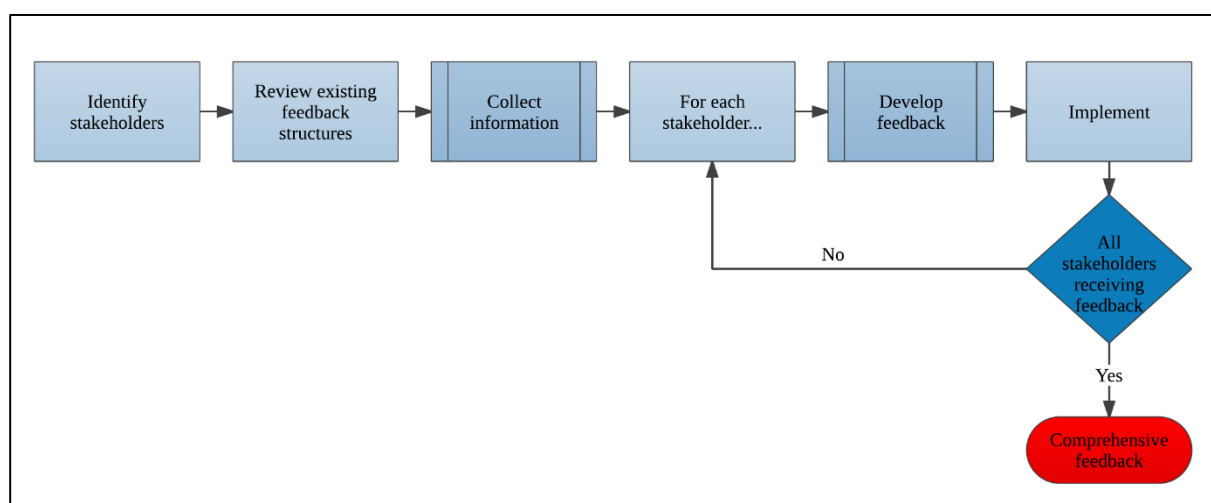 Identify
stakeholders
Review existing
feedback
structures
Collect
information
For each
stakeholder...
Develop
feedback
Implement
All
stakeholders
receiving
feedback
No
Yes
Comprehensive
feedback